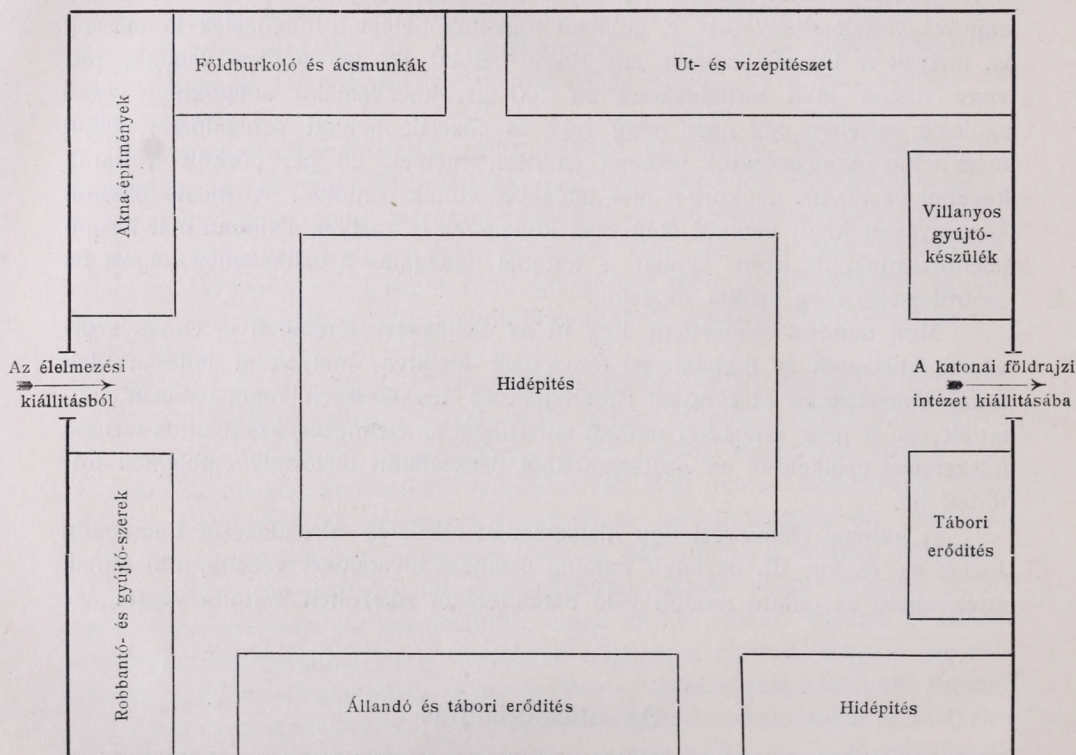 Földburkoló és ácsmunkák
Ut- és vizépitészet
Akna-épitmények
Villanyos
gyújtó-
készülék
Az élelmezési
kiállitásból
Hidépités
A katonai földrajzi
intézet kiállitásába
Robbantó- és gyújtó-szerek
Tábori
erődités
Állandó és tábori erődités
Hidépités